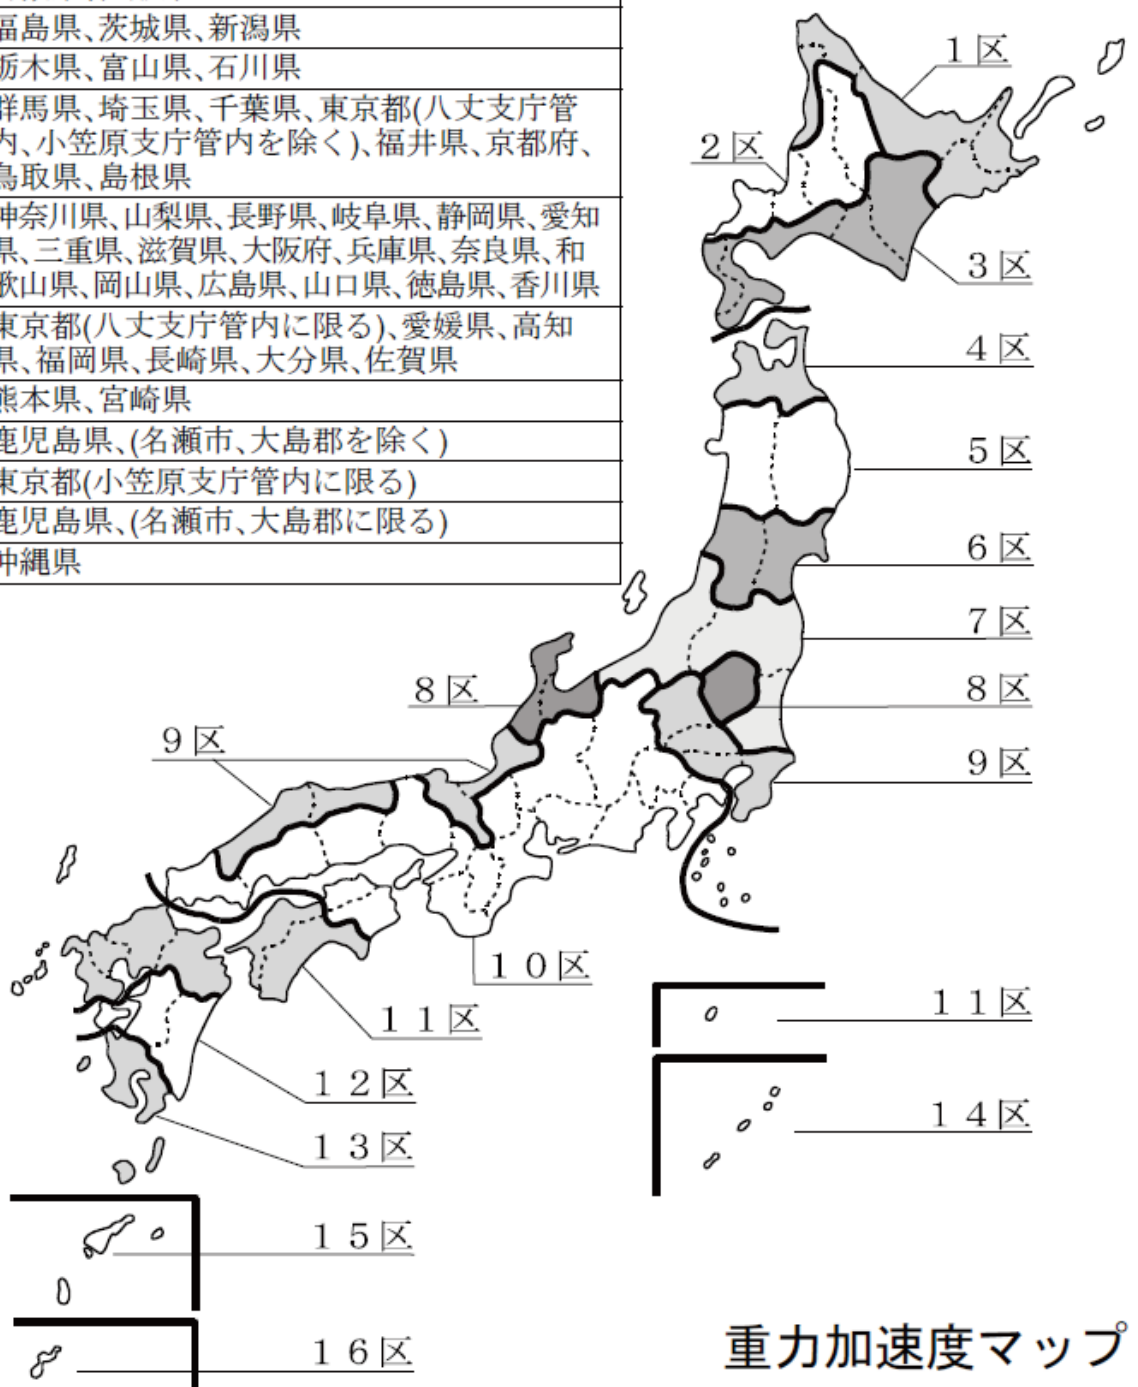 福島県、茨城県、新潟県
栃木県、富山県、石川県
群馬県、埼玉県、千葉県、東京都(八丈支庁管
内、小笠原支庁管内を除く)、福井県、京都府、
鳥取県、島根県
神奈川県、山梨県、長野県、岐阜県、静岡県、愛知
県、三重県、滋賀県、大阪府、兵庫県、奈良県、和
歌山県、岡山県、広島県、山口県、徳島県、香川県
東京都(八丈支庁管内に限る)、愛媛県、高知
県、福岡県、長崎県、大分県、佐賀県
熊本県、宮崎県
鹿児島県、(名瀬市、大島郡を除く)
東京都(小笠原支庁管内に限る)
鹿児島県、(名瀬市、大島郡に限る)
沖縄県
1区
2区
3区
4区
5区
6区
7区
8区
8区
9区
9区
10区
11区
11区
12区
14区
13区
15区
16区
重力加速度マップ